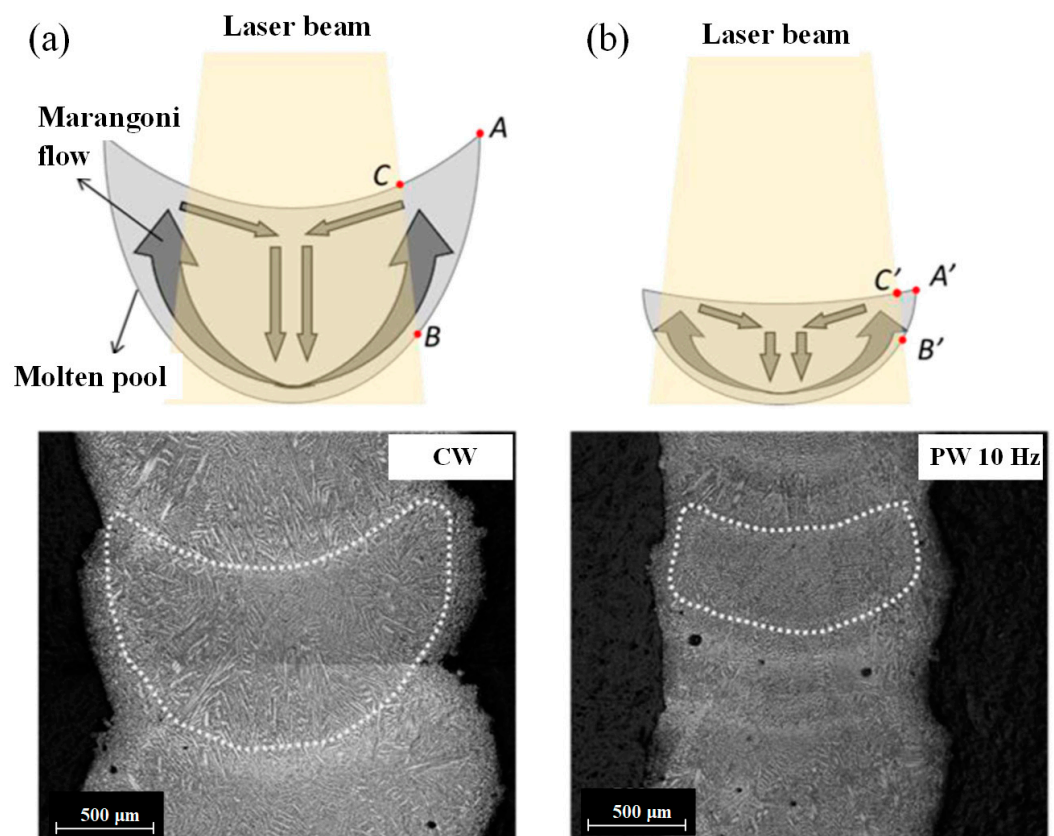 (a)
Laser beam
Marangoni
flow
A
C
B
Molten pool
CW
500 µm
(b)
Laser beam
C'
A'
B'
PW 10 Hz
500 µm